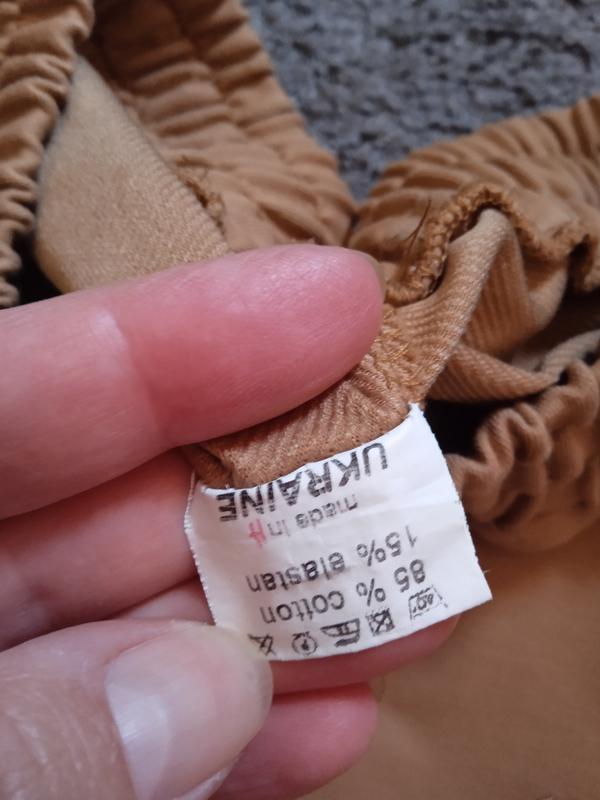 85 % cotton
15% elastan
made in
UKRAINE